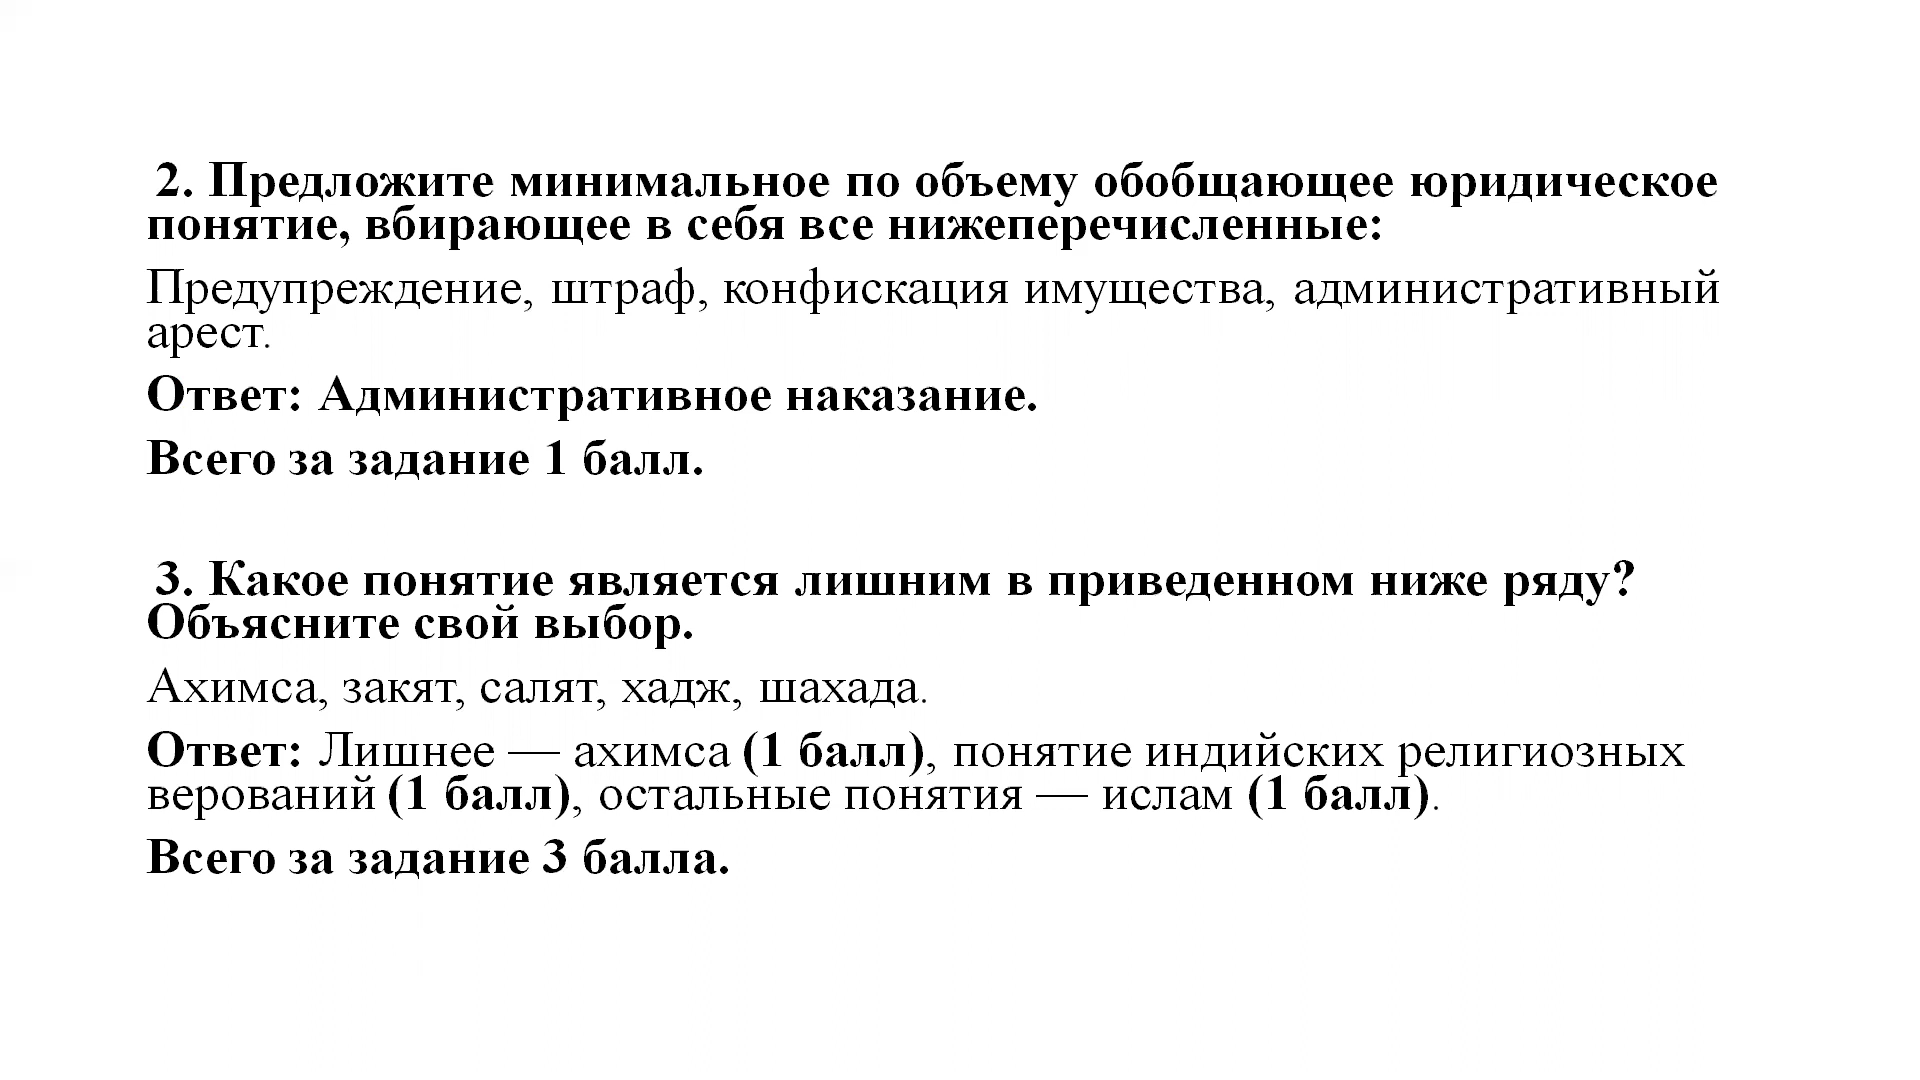 2. Предложите минимальное по объему обобщающее юридическое
понятие, вбирающее в себя все нижеперечисленные:
Предупреждение, штраф, конфискация имущества, административный
арест.
Ответ: Административное наказание.
Всего за задание 1 балл.
3. Какое понятие является лишним в приведенном ниже ряду?
Объясните свой выбор.
Ахимса, закят, салят, хадж, шахада.
Ответ: Лишнее — ахимса (1 балл), понятие индийских религиозных
верований (1 балл), остальные понятия — ислам (1 балл).
Всего за задание 3 балла.